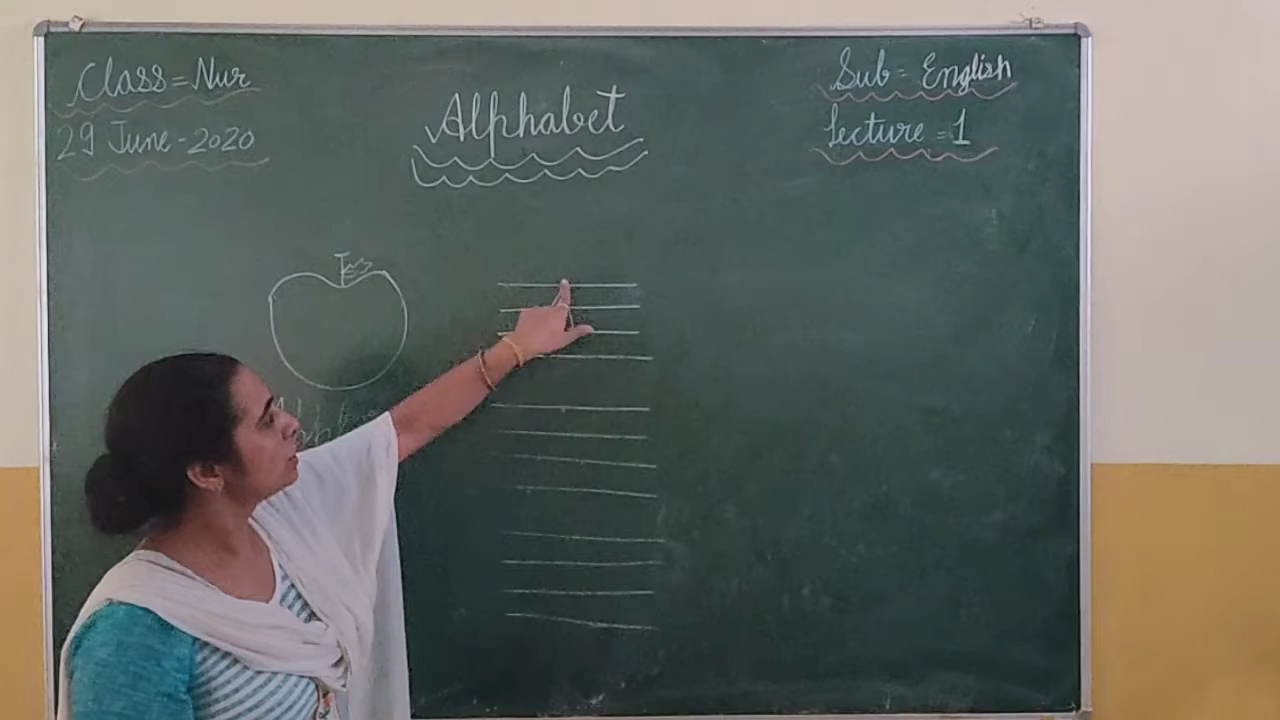 Class = Nur
29 June - 2020
Alphabet
Sub = English
Lecture = 1